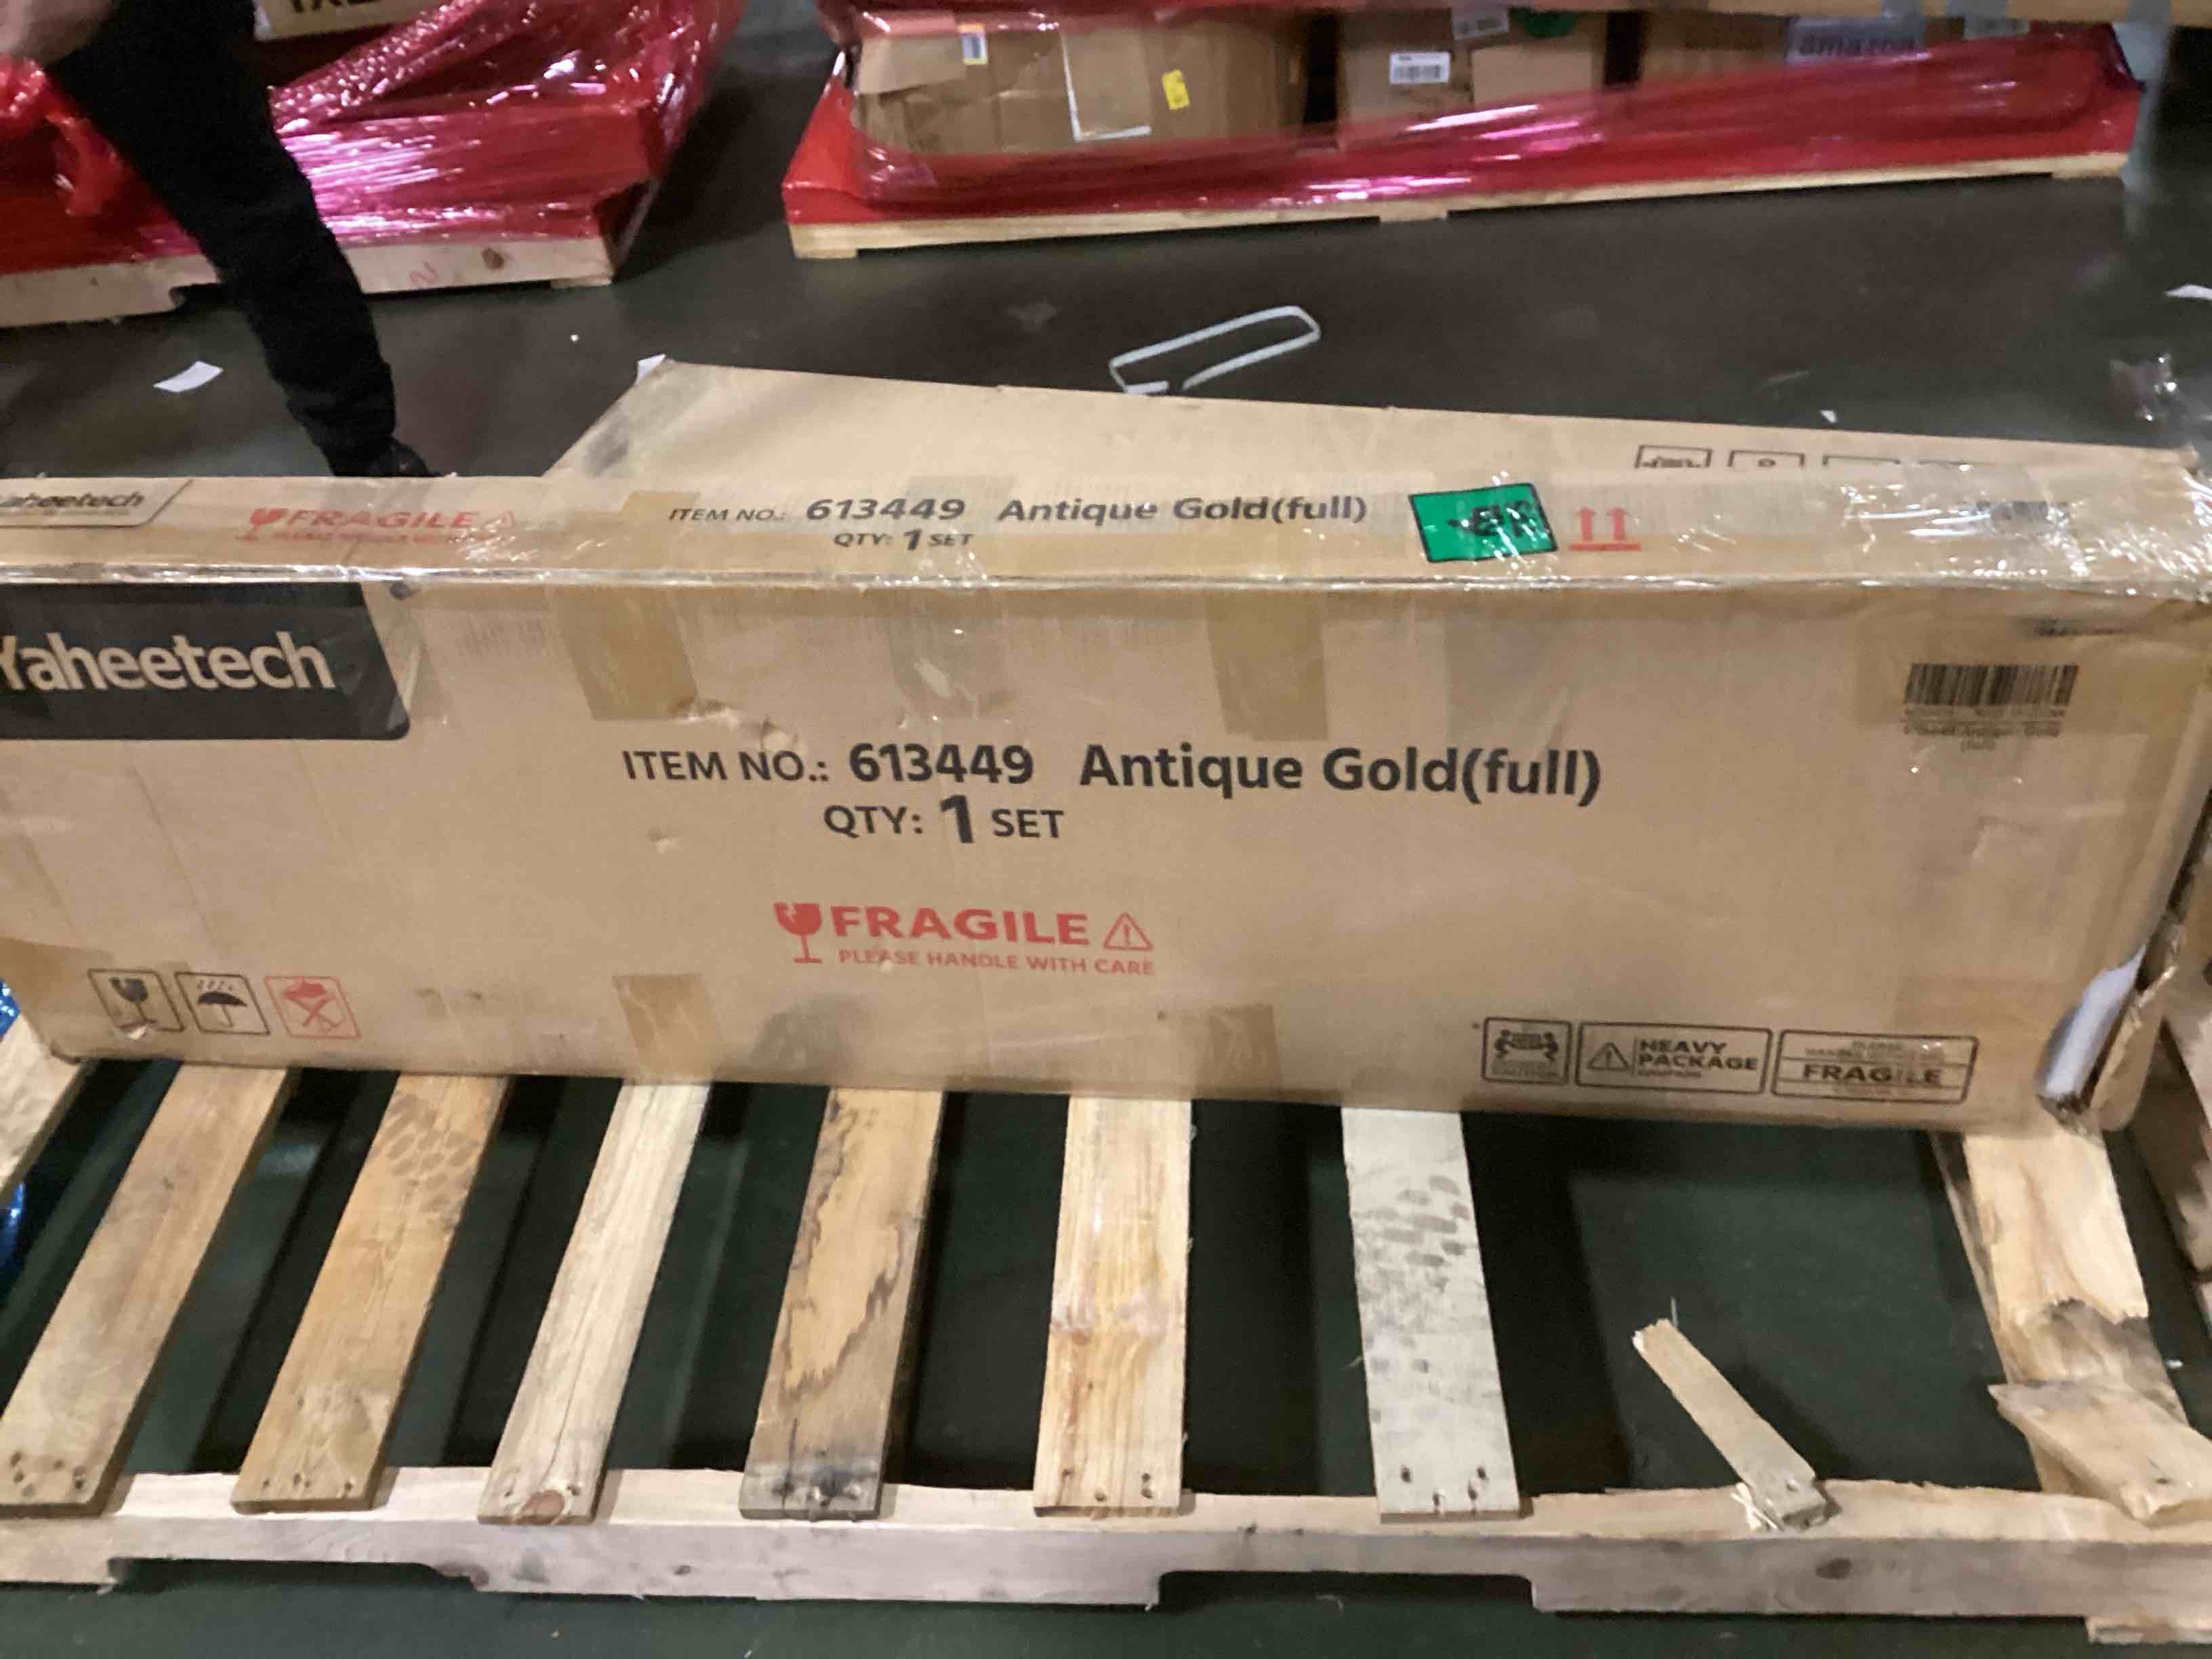 amazon
aheetech
FRAGILE
ITEM NO.: 613449 Antique Gold(full)
QTY: 1 SET
Yaheetech
ITEM NO.: 613449 Antique Gold(full)
QTY: 1 SET
FRAGILE
PLEASE HANDLE WITH CARE
HEAVY
PACKAGE
FRAGILE